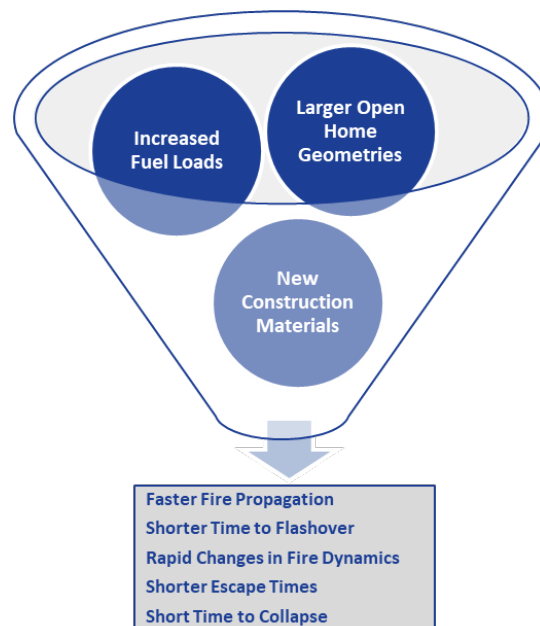 Increased
Fuel Loads
Larger Open
Home
Geometries
New
Construction
Materials
Faster Fire Propagation
Shorter Time to Flashover
Rapid Changes in Fire Dynamics
Shorter Escape Times
Short Time to Collapse